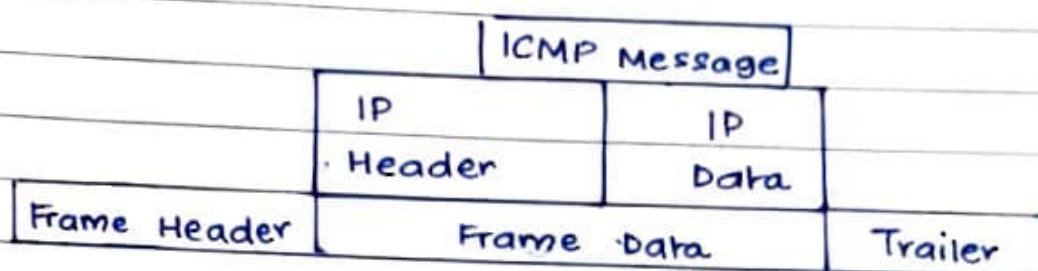 ICMP Message
IP IP
Header Data
Frame Header Frame Data Trailer